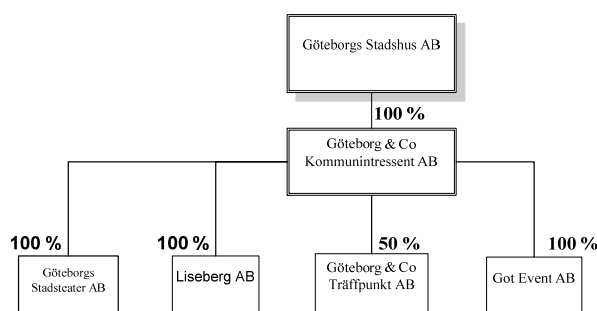 Göteborgs Stadshus AB
100 %
Göteborg & Co
Kommunintressent AB
100 %
100 %
50 %
100 %
Göteborgs
Stadsteater AB
Liseberg AB
Göteborg & Co
Träffpunkt AB
Got Event AB